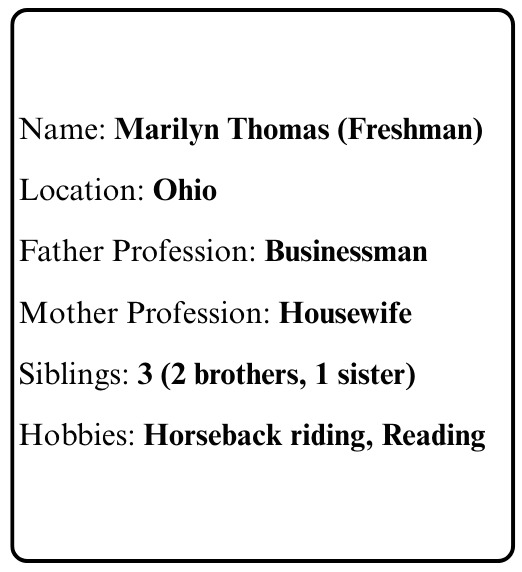 Name: Marilyn Thomas (Freshman)
Location: Ohio
Father Profession: Businessman
Mother Profession: Housewife
Siblings: 3 (2 brothers, 1 sister)
Hobbies: Horseback riding, Reading